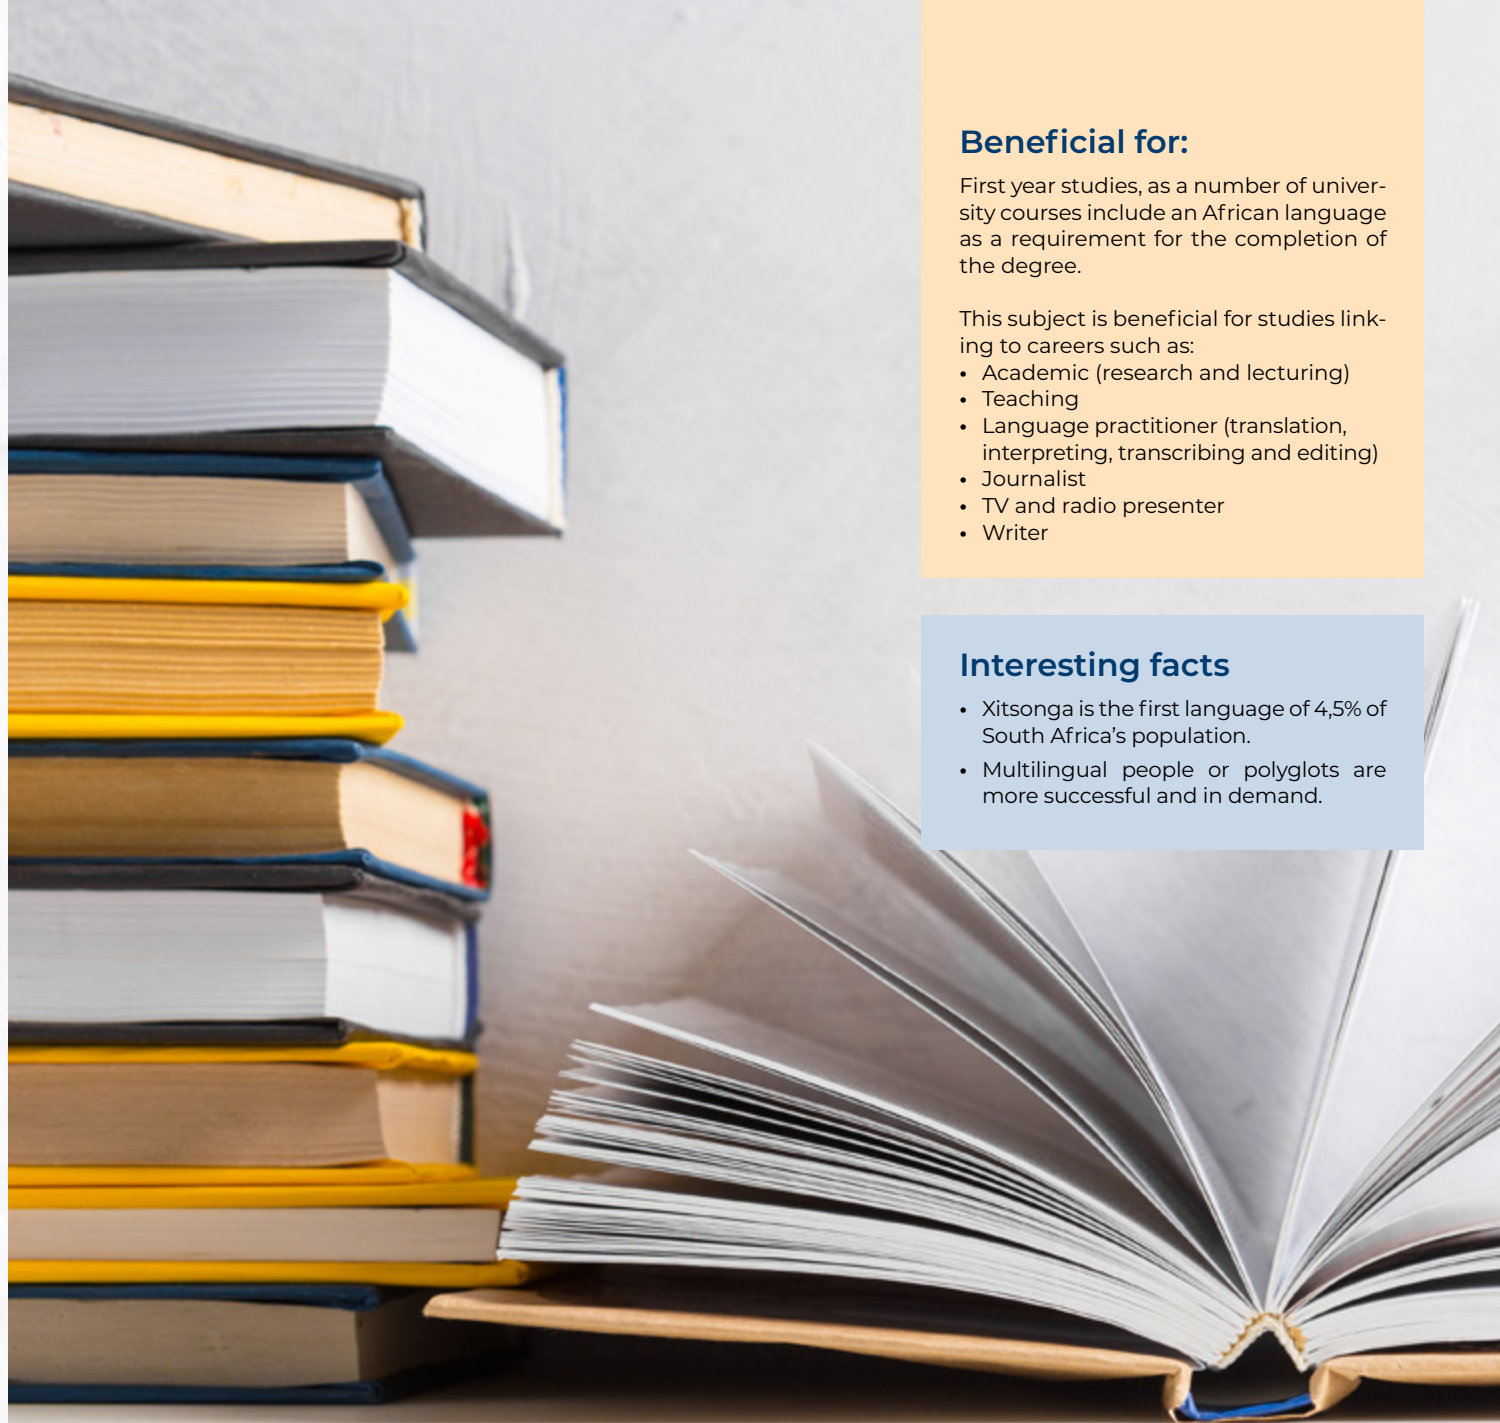 Beneficial for:
First year studies, as a number of univer-
sity courses include an African language
as a requirement for the completion of
the degree.
This subject is beneficial for studies link-
ing to careers such as:
• Academic (research and lecturing)
• Teaching
• Language practitioner (translation,
interpreting, transcribing and editing)
• Journalist
• TV and radio presenter
• Writer
Interesting facts
• Xitsonga is the first language of 4,5% of
South Africa’s population.
• Multilingual people or polyglots are
more successful and in demand.